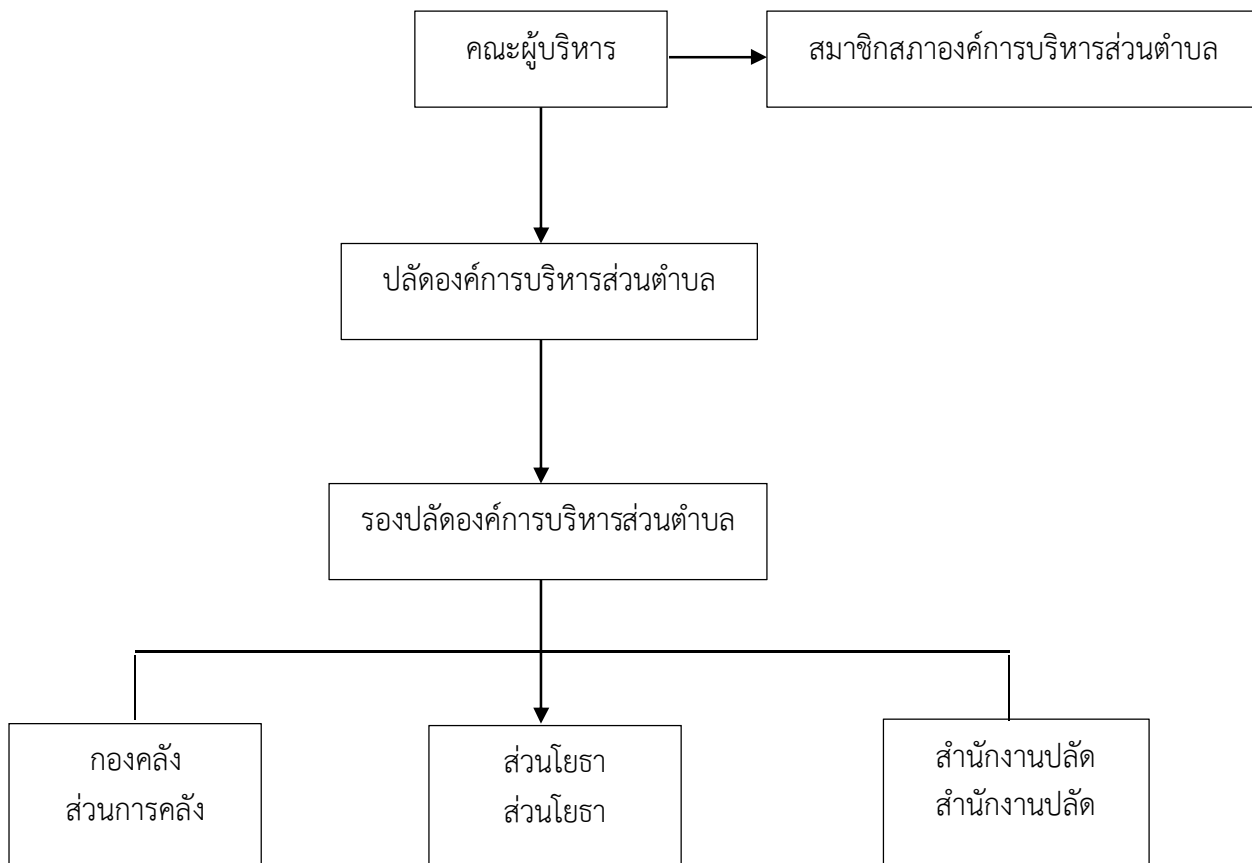 คณะผู้บริหาร
สมาชิกสภาองค์การบริหารส่วนตำบล
ปลัดองค์การบริหารส่วนตำบล
รองปลัดองค์การบริหารส่วนตำบล
กองคลัง
ส่วนการคลัง
ส่วนโยธา
ส่วนโยธา
สำนักงานปลัด
สำนักงานปลัด